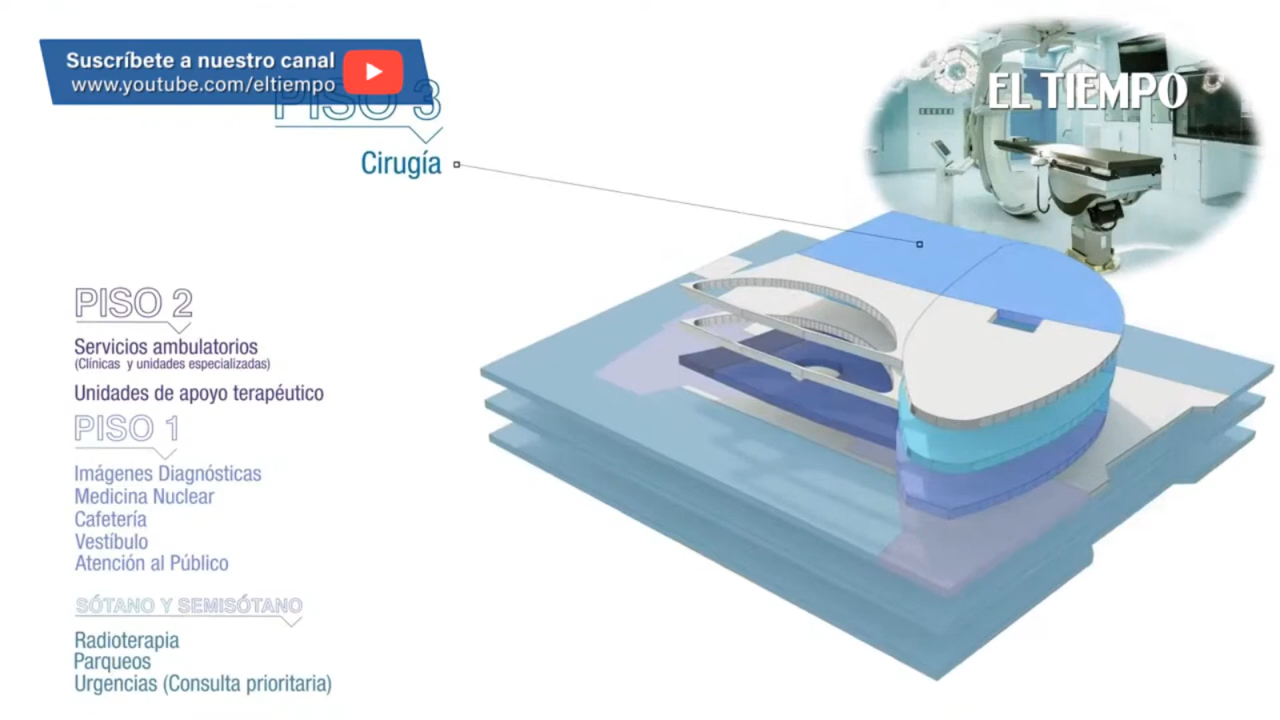 Suscríbete a nuestro canal
www.youtube.com/eltiempo
EL TIEMPO
PISO 3
Cirugía
PISO 2
Servicios ambulatorios
(Clínicas y unidades especializadas)
Unidades de apoyo terapéutico
PISO 1
Imágenes Diagnósticas
Medicina Nuclear
Cafetería
Vestíbulo
Atención al Público
SÓTANO Y SEMISÓTANO
Radioterapia
Parqueos
Urgencias (Consulta prioritaria)